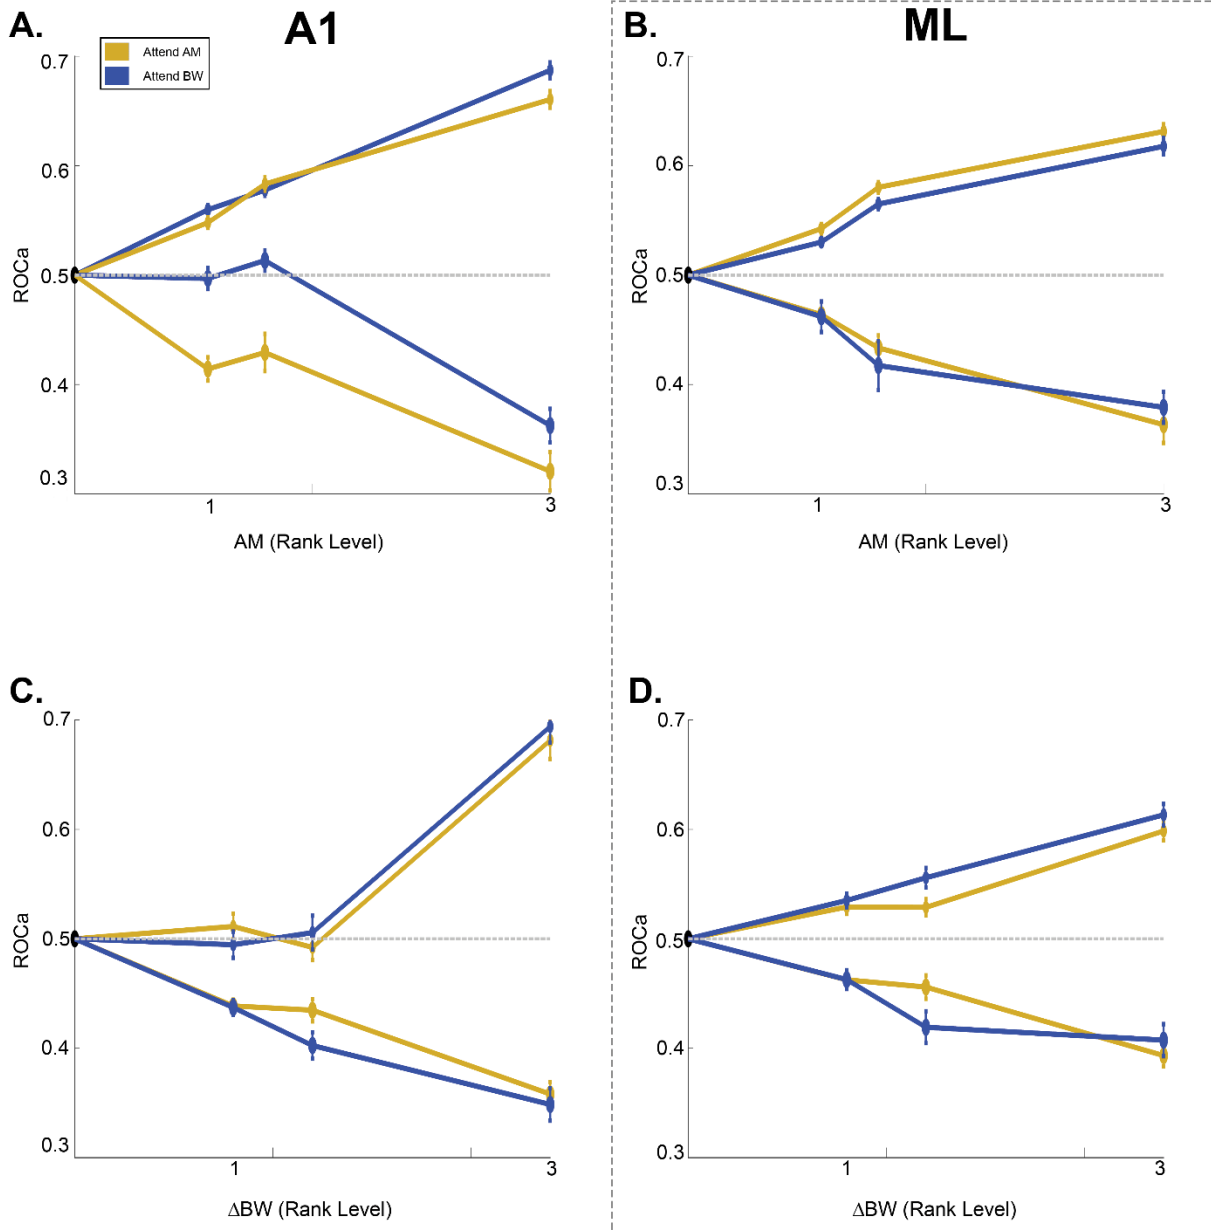 A.
A1
B.
ML
Attend AM
Attend BW
0.7
0.6
0.5
0.4
0.3
ROCa
1
3
AM (Rank Level)
0.7
0.6
0.5
0.4
0.3
ROCa
1
3
AM (Rank Level)
C.
0.7
0.6
0.5
0.4
0.3
ROCa
1
3
ΔBW (Rank Level)
D.
0.7
0.6
0.5
0.4
0.3
ROCa
1
3
ΔBW (Rank Level)